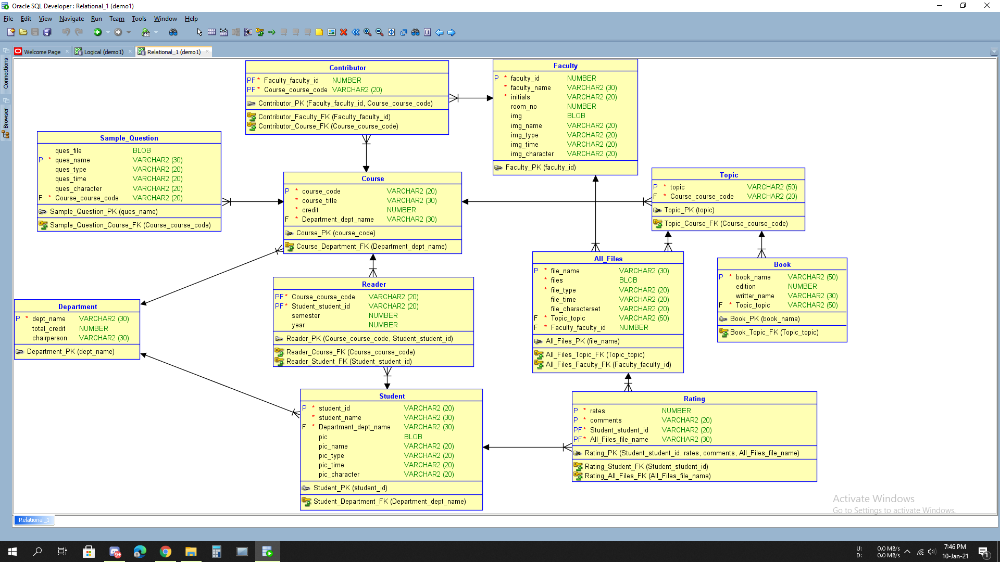 Oracle SQL Developer : Relational_1 (demo1)
File Edit View Navigate Run Team Tools Window Help
Welcome Page
Logical (demo1)
Relational_1 (demo1)
Connections
Browser
Contributor
PF * Faculty_faculty_id NUMBER
PF * Course_course_code VARCHAR2 (20)
Contributor_PK (Faculty_faculty_id, Course_course_code)
Contributor_Faculty_FK (Faculty_faculty_id)
Contributor_Course_FK (Course_course_code)
Faculty
P * faculty_id NUMBER
* faculty_name VARCHAR2 (30)
* initials VARCHAR2 (20)
room_no NUMBER
img BLOB
img_name VARCHAR2 (20)
img_type VARCHAR2 (20)
img_time VARCHAR2 (20)
img_character VARCHAR2 (20)
Faculty_PK (faculty_id)
Sample_Question
ques_file BLOB
P * ques_name VARCHAR2 (30)
ques_type VARCHAR2 (20)
ques_time VARCHAR2 (20)
ques_character VARCHAR2 (20)
F * Course_course_code VARCHAR2 (20)
Sample_Question_PK (ques_name)
Sample_Question_Course_FK (Course_course_code)
Course
P * course_code VARCHAR2 (20)
* course_title VARCHAR2 (30)
* credit NUMBER
F * Department_dept_name VARCHAR2 (30)
Course_PK (course_code)
Course_Department_FK (Department_dept_name)
Topic
P * topic VARCHAR2 (50)
F * Course_course_code VARCHAR2 (20)
Topic_PK (topic)
Topic_Course_FK (Course_course_code)
All_Files
P * file_name VARCHAR2 (30)
* files BLOB
* file_type VARCHAR2 (20)
file_time VARCHAR2 (20)
file_characterset VARCHAR2 (20)
F * Topic_topic VARCHAR2 (50)
F * Faculty_faculty_id NUMBER
All_Files_PK (file_name)
All_Files_Topic_FK (Topic_topic)
All_Files_Faculty_FK (Faculty_faculty_id)
Book
P * book_name VARCHAR2 (50)
edition NUMBER
writter_name VARCHAR2 (30)
F * Topic_topic VARCHAR2 (50)
Book_PK (book_name)
Book_Topic_FK (Topic_topic)
Reader
PF * Course_course_code VARCHAR2 (20)
PF * Student_student_id VARCHAR2 (20)
semester NUMBER
year NUMBER
Reader_PK (Course_course_code, Student_student_id)
Reader_Course_FK (Course_course_code)
Reader_Student_FK (Student_student_id)
Department
P * dept_name VARCHAR2 (30)
total_credit NUMBER
chairperson VARCHAR2 (30)
Department_PK (dept_name)
Student
P * student_id VARCHAR2 (20)
* student_name VARCHAR2 (30)
F * Department_dept_name VARCHAR2 (30)
pic BLOB
pic_name VARCHAR2 (20)
pic_type VARCHAR2 (20)
pic_time VARCHAR2 (20)
pic_character VARCHAR2 (20)
Student_PK (student_id)
Student_Department_FK (Department_dept_name)
Rating
P * rates NUMBER
P * comments VARCHAR2 (20)
PF * Student_student_id VARCHAR2 (20)
PF * All_Files_file_name VARCHAR2 (30)
Rating_PK (Student_student_id, rates, comments, All_Files_file_name)
Rating_Student_FK (Student_student_id)
Rating_All_Files_FK (All_Files_file_name)
Activate Windows
Go to Settings to activate Windows.
Relational_1
9+
U: 0.0 MB/s
D: 0.0 MB/s
7:46 PM
10-Jan-21
1